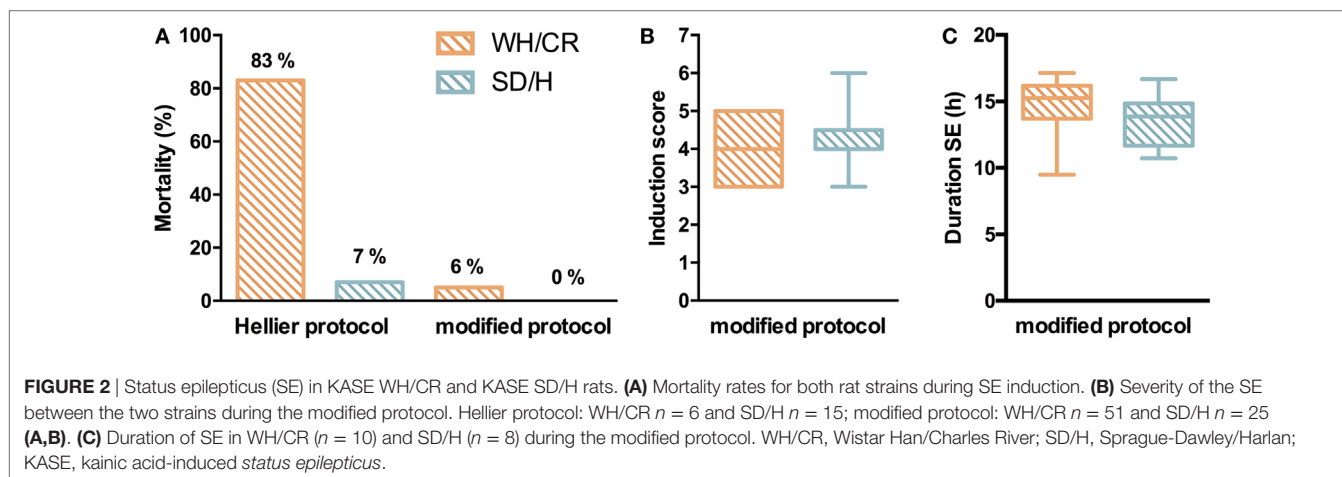 A
Mortality (%)
100
80
60
40
20
0
83 %
7 %
6 %
0 %
Hellier protocol
modified protocol
WH/CR
SD/H
B
Induction score
7
6
5
4
3
2
1
0
modified protocol
C
Duration SE (h)
20
15
10
5
0
modified protocol
FIGURE 2 | Status epilepticus (SE) in KASE WH/CR and KASE SD/H rats. (A) Mortality rates for both rat strains during SE induction. (B) Severity of the SE
between the two strains during the modified protocol. Hellier protocol: WH/CR n = 6 and SD/H n = 15; modified protocol: WH/CR n = 51 and SD/H n = 25
(A,B). (C) Duration of SE in WH/CR (n = 10) and SD/H (n = 8) during the modified protocol. WH/CR, Wistar Han/Charles River; SD/H, Sprague-Dawley/Harlan;
KASE, kainic acid-induced status epilepticus.